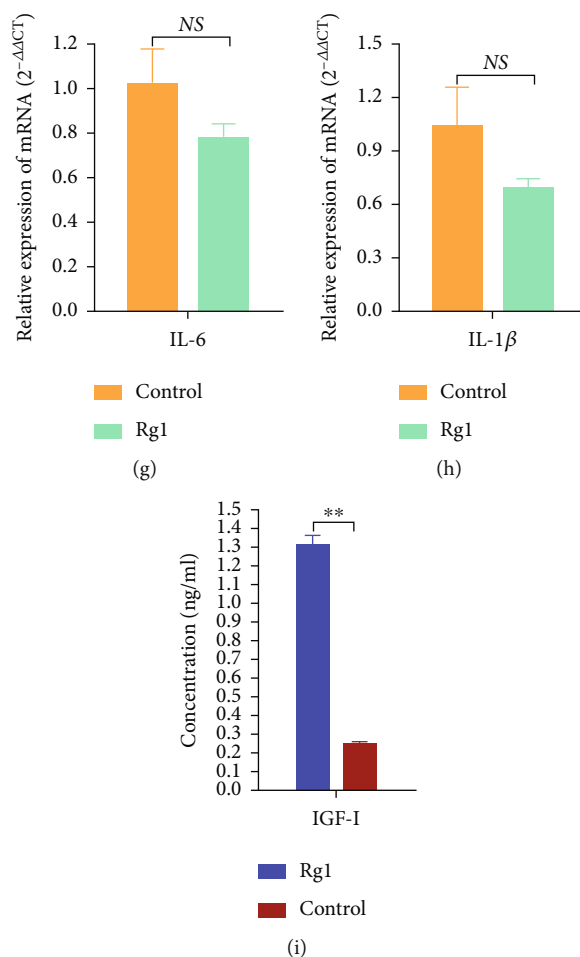 Relative expression of mRNA (2^−ΔΔCT)
1.2
1.0
0.8
0.6
0.4
0.2
0.0
NS
IL-6
Control
Rg1
(g)
Relative expression of mRNA (2^−ΔΔCT)
1.5
1.2
0.9
0.6
0.3
0.0
NS
IL-1β
Control
Rg1
(h)
Concentration (ng/ml)
1.5
1.4
1.3
1.2
1.1
1.0
0.9
0.8
0.7
0.6
0.5
0.4
0.3
0.2
0.1
0.0
**
IGF-I
Rg1
Control
(i)